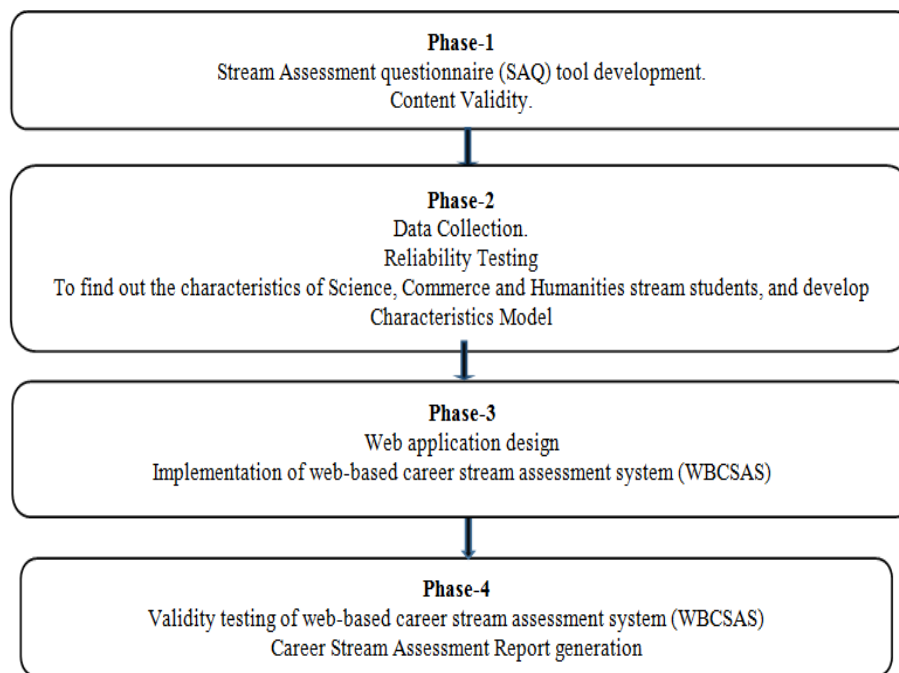 Phase-1
Stream Assessment questionnaire (SAQ) tool development.
Content Validity.
Phase-2
Data Collection.
Reliability Testing
To find out the characteristics of Science, Commerce and Humanities stream students, and develop
Characteristics Model
Phase-3
Web application design
Implementation of web-based career stream assessment system (WBCSAS)
Phase-4
Validity testing of web-based career stream assessment system (WBCSAS)
Career Stream Assessment Report generation